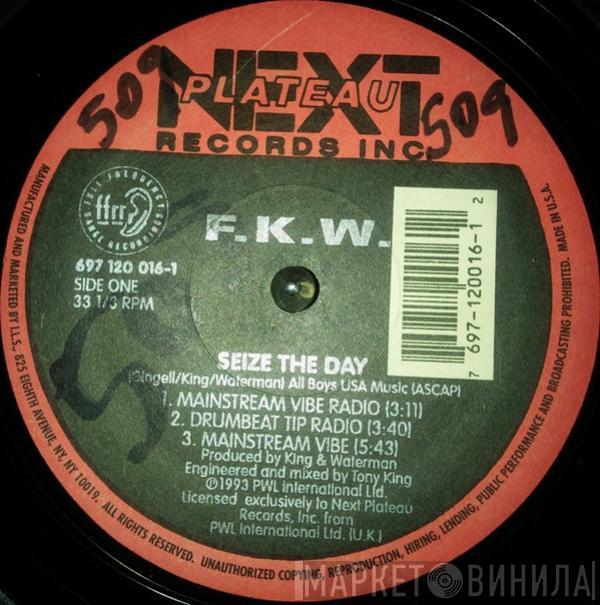 NEXT
PLATEAU
RECORDS INC.
509
509
FULL FREQUENCY RANGE RECORDING
ffrr
F.K.W.
697 120 016-1
SIDE ONE
33 1/3 RPM
7 697-120016-1 2
SEIZE THE DAY
(Gingell/King/Waterman) All Boys USA Music (ASCAP)
1. MAINSTREAM VIBE RADIO (3:11)
2. DRUMBEAT TIP RADIO (3:40)
3. MAINSTREAM VIBE (5:43)
Produced by King & Waterman
Engineered and mixed by Tony King
℗©1993 PWL International Ltd.
Licensed exclusively to Next Plateau
Records, Inc. from
PWL International Ltd. (U.K.)
MANUFACTURED AND MARKETED BY I.L.S., 825 EIGHTH AVENUE, NY, NY 10019. ALL RIGHTS RESERVED. UNAUTHORIZED COPYING, REPRODUCTION, HIRING, LENDING, PUBLIC PERFORMANCE AND BROADCASTING PROHIBITED. MADE IN U.S.A.
МАРКЕТ ВИНИЛА